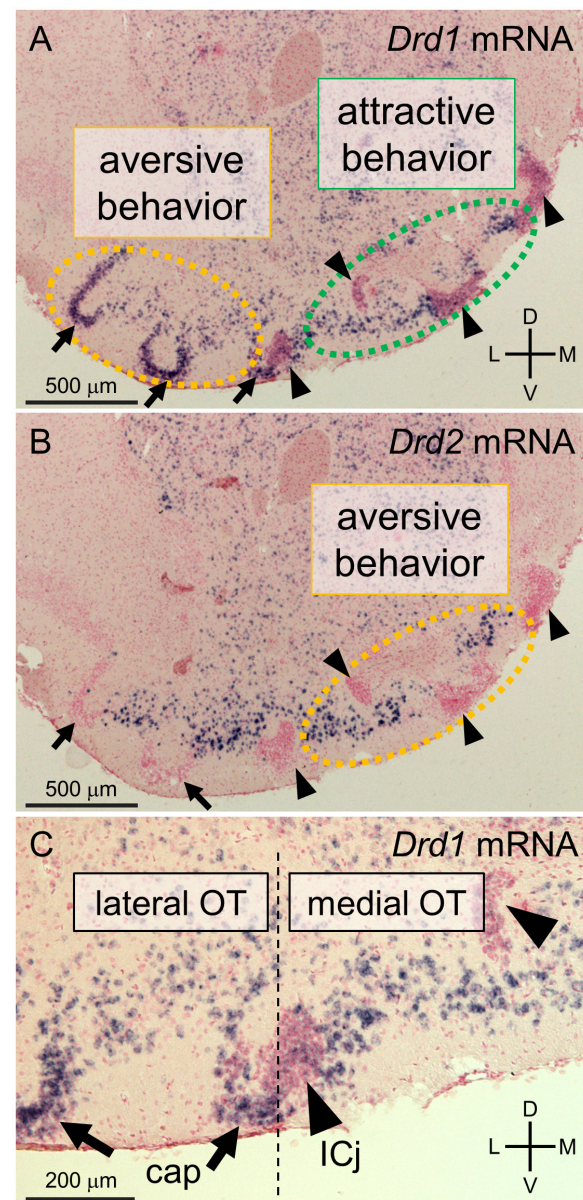 A
Drd1 mRNA
attractive
behavior
aversive
behavior
D
L
M
V
500 μm
B
Drd2 mRNA
aversive
behavior
500 μm
C
Drd1 mRNA
lateral OT
medial OT
cap
ICj
D
L
M
V
200 μm